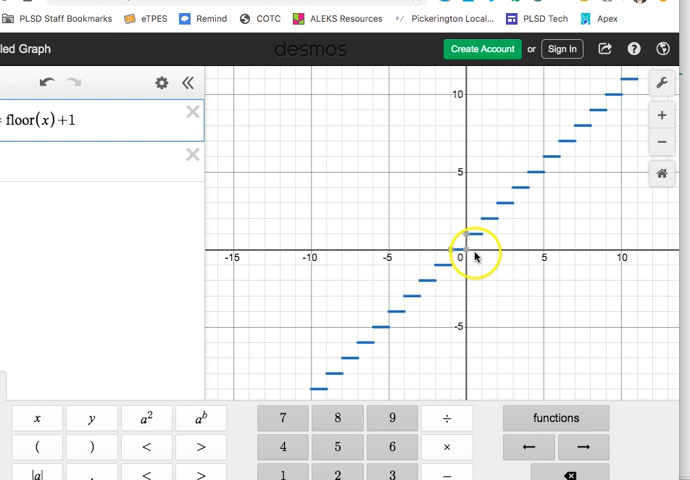 PLSD Staff Bookmarks eTPES Remind COTC ALEKS Resources Pickerington Local... PLSD Tech Apex
led Graph desmos Create Account or Sign In
= floor(x)+1
10
5
-15 -10 -5 0 5 10
-5
x y a² aᵇ 7 8 9 ÷ functions
( ) < > 4 5 6 × ← →
|a| , < > 1 2 3 −